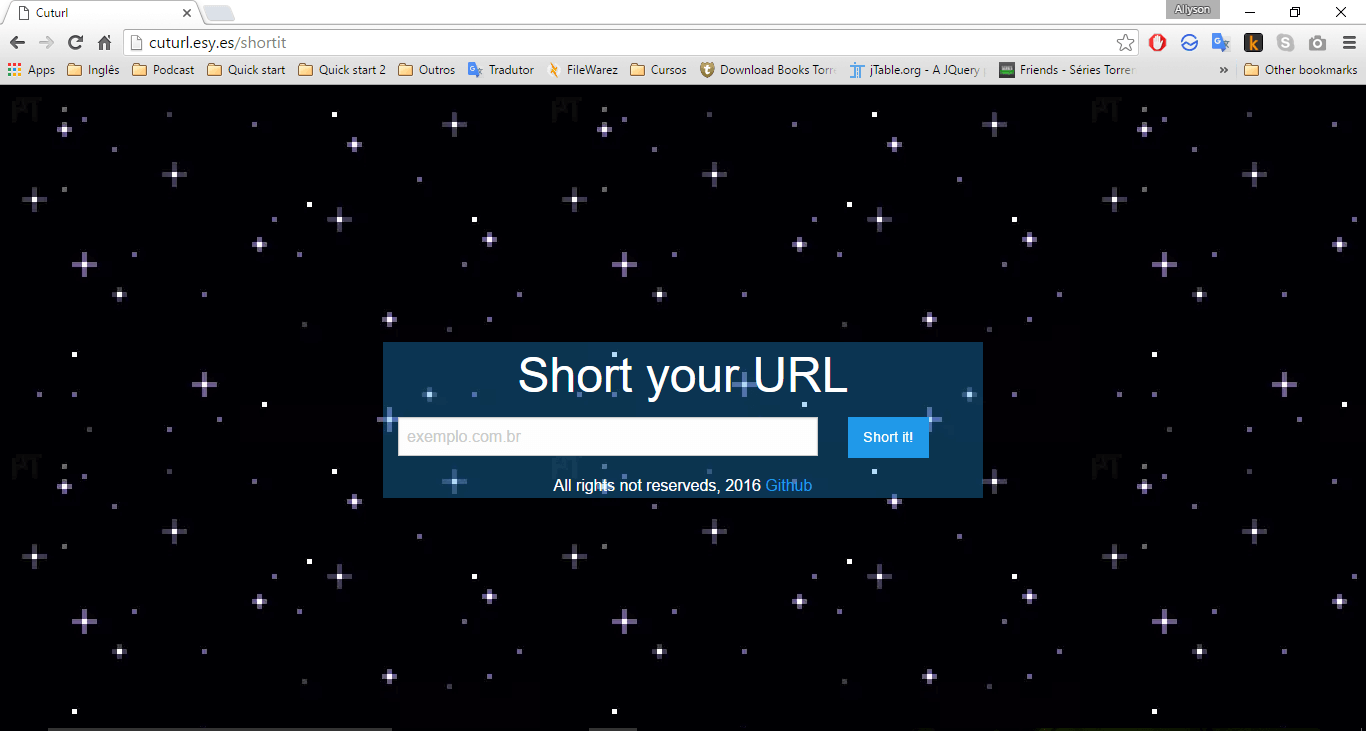 Cuturl
Allyson
cuturl.esy.es/shortit
Apps Inglês Podcast Quick start Quick start 2 Outros Tradutor FileWarez Cursos Download Books Torr jTable.org - A JQuery Friends - Séries Torrer » Other bookmarks
Short your URL
exemplo.com.br Short it!
All rights not reserveds, 2016 GitHub